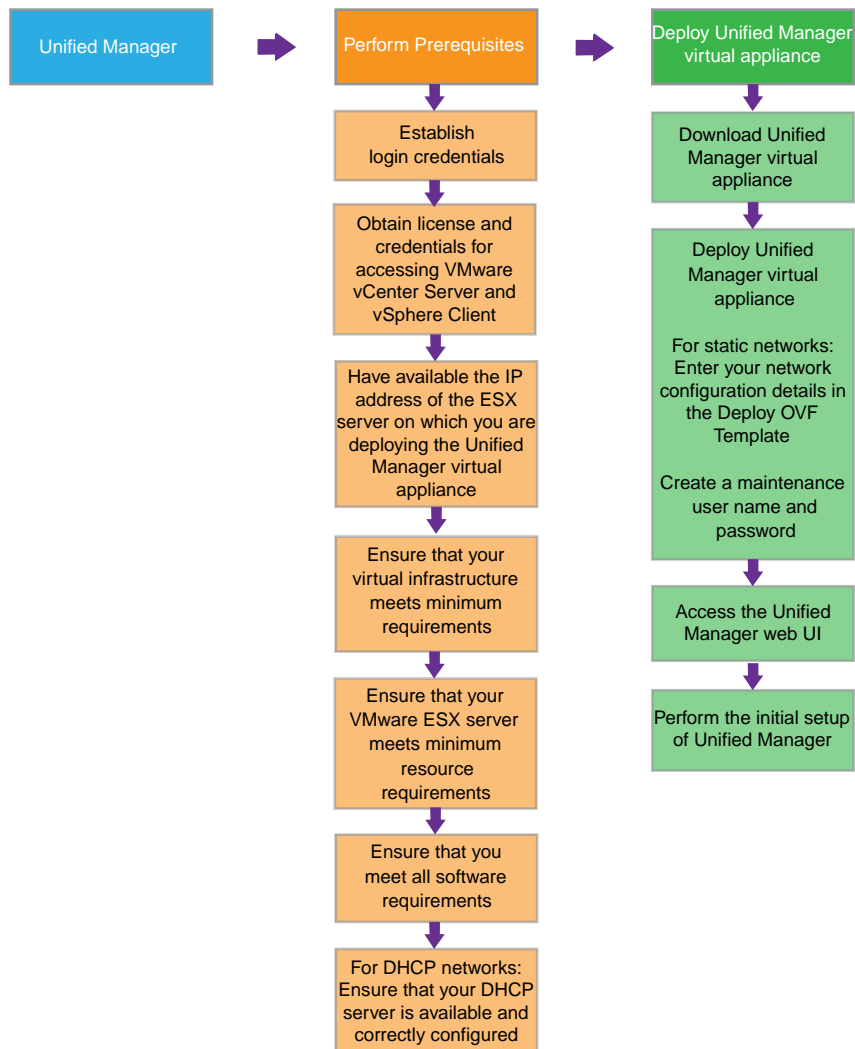 Unified Manager
Perform Prerequisites
Deploy Unified Manager
virtual appliance
Establish
login credentials
Obtain license and
credentials for
accessing VMware
vCenter Server and
vSphere Client
Have available the IP
address of the ESX
server on which you are
deploying the Unified
Manager virtual
appliance
Ensure that your
virtual infrastructure
meets minimum
requirements
Ensure that your
VMware ESX server
meets minimum
resource
requirements
Ensure that you
meet all software
requirements
For DHCP networks:
Ensure that your DHCP
server is available and
correctly configured
Download Unified
Manager virtual
appliance
Deploy Unified
Manager virtual
appliance
For static networks:
Enter your network
configuration details in
the Deploy OVF
Template
Create a maintenance
user name and
password
Access the Unified
Manager web UI
Perform the initial setup
of Unified Manager